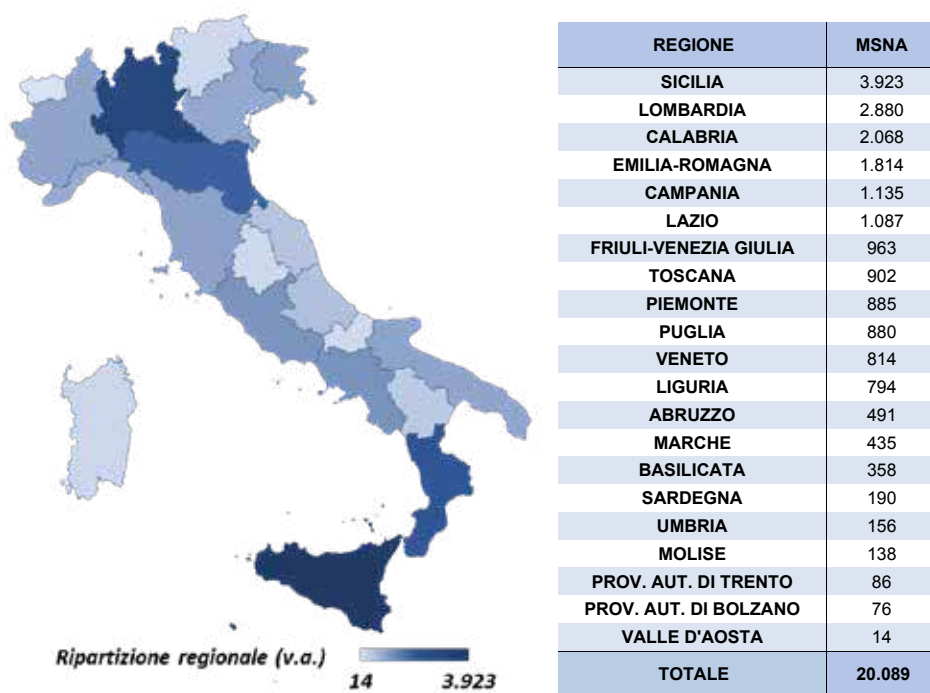 REGIONE MSNA
SICILIA 3.923
LOMBARDIA 2.880
CALABRIA 2.068
EMILIA-ROMAGNA 1.814
CAMPANIA 1.135
LAZIO 1.087
FRIULI-VENEZIA GIULIA 963
TOSCANA 902
PIEMONTE 885
PUGLIA 880
VENETO 814
LIGURIA 794
ABRUZZO 491
MARCHE 435
BASILICATA 358
SARDEGNA 190
UMBRIA 156
MOLISE 138
PROV. AUT. DI TRENTO 86
PROV. AUT. DI BOLZANO 76
VALLE D'AOSTA 14
TOTALE 20.089
Ripartizione regionale (v.a.)
14 3.923